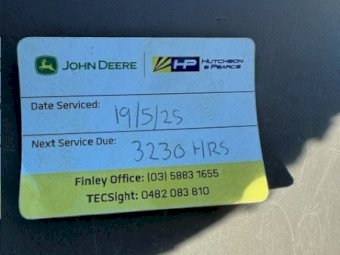 JOHN DEERE HP HUTCHEON & PEARCE
Date Serviced: 19/5/25
Next Service Due: 3230 HRS
Finley Office: (03) 5883 1655
TECSight: 0482 083 810